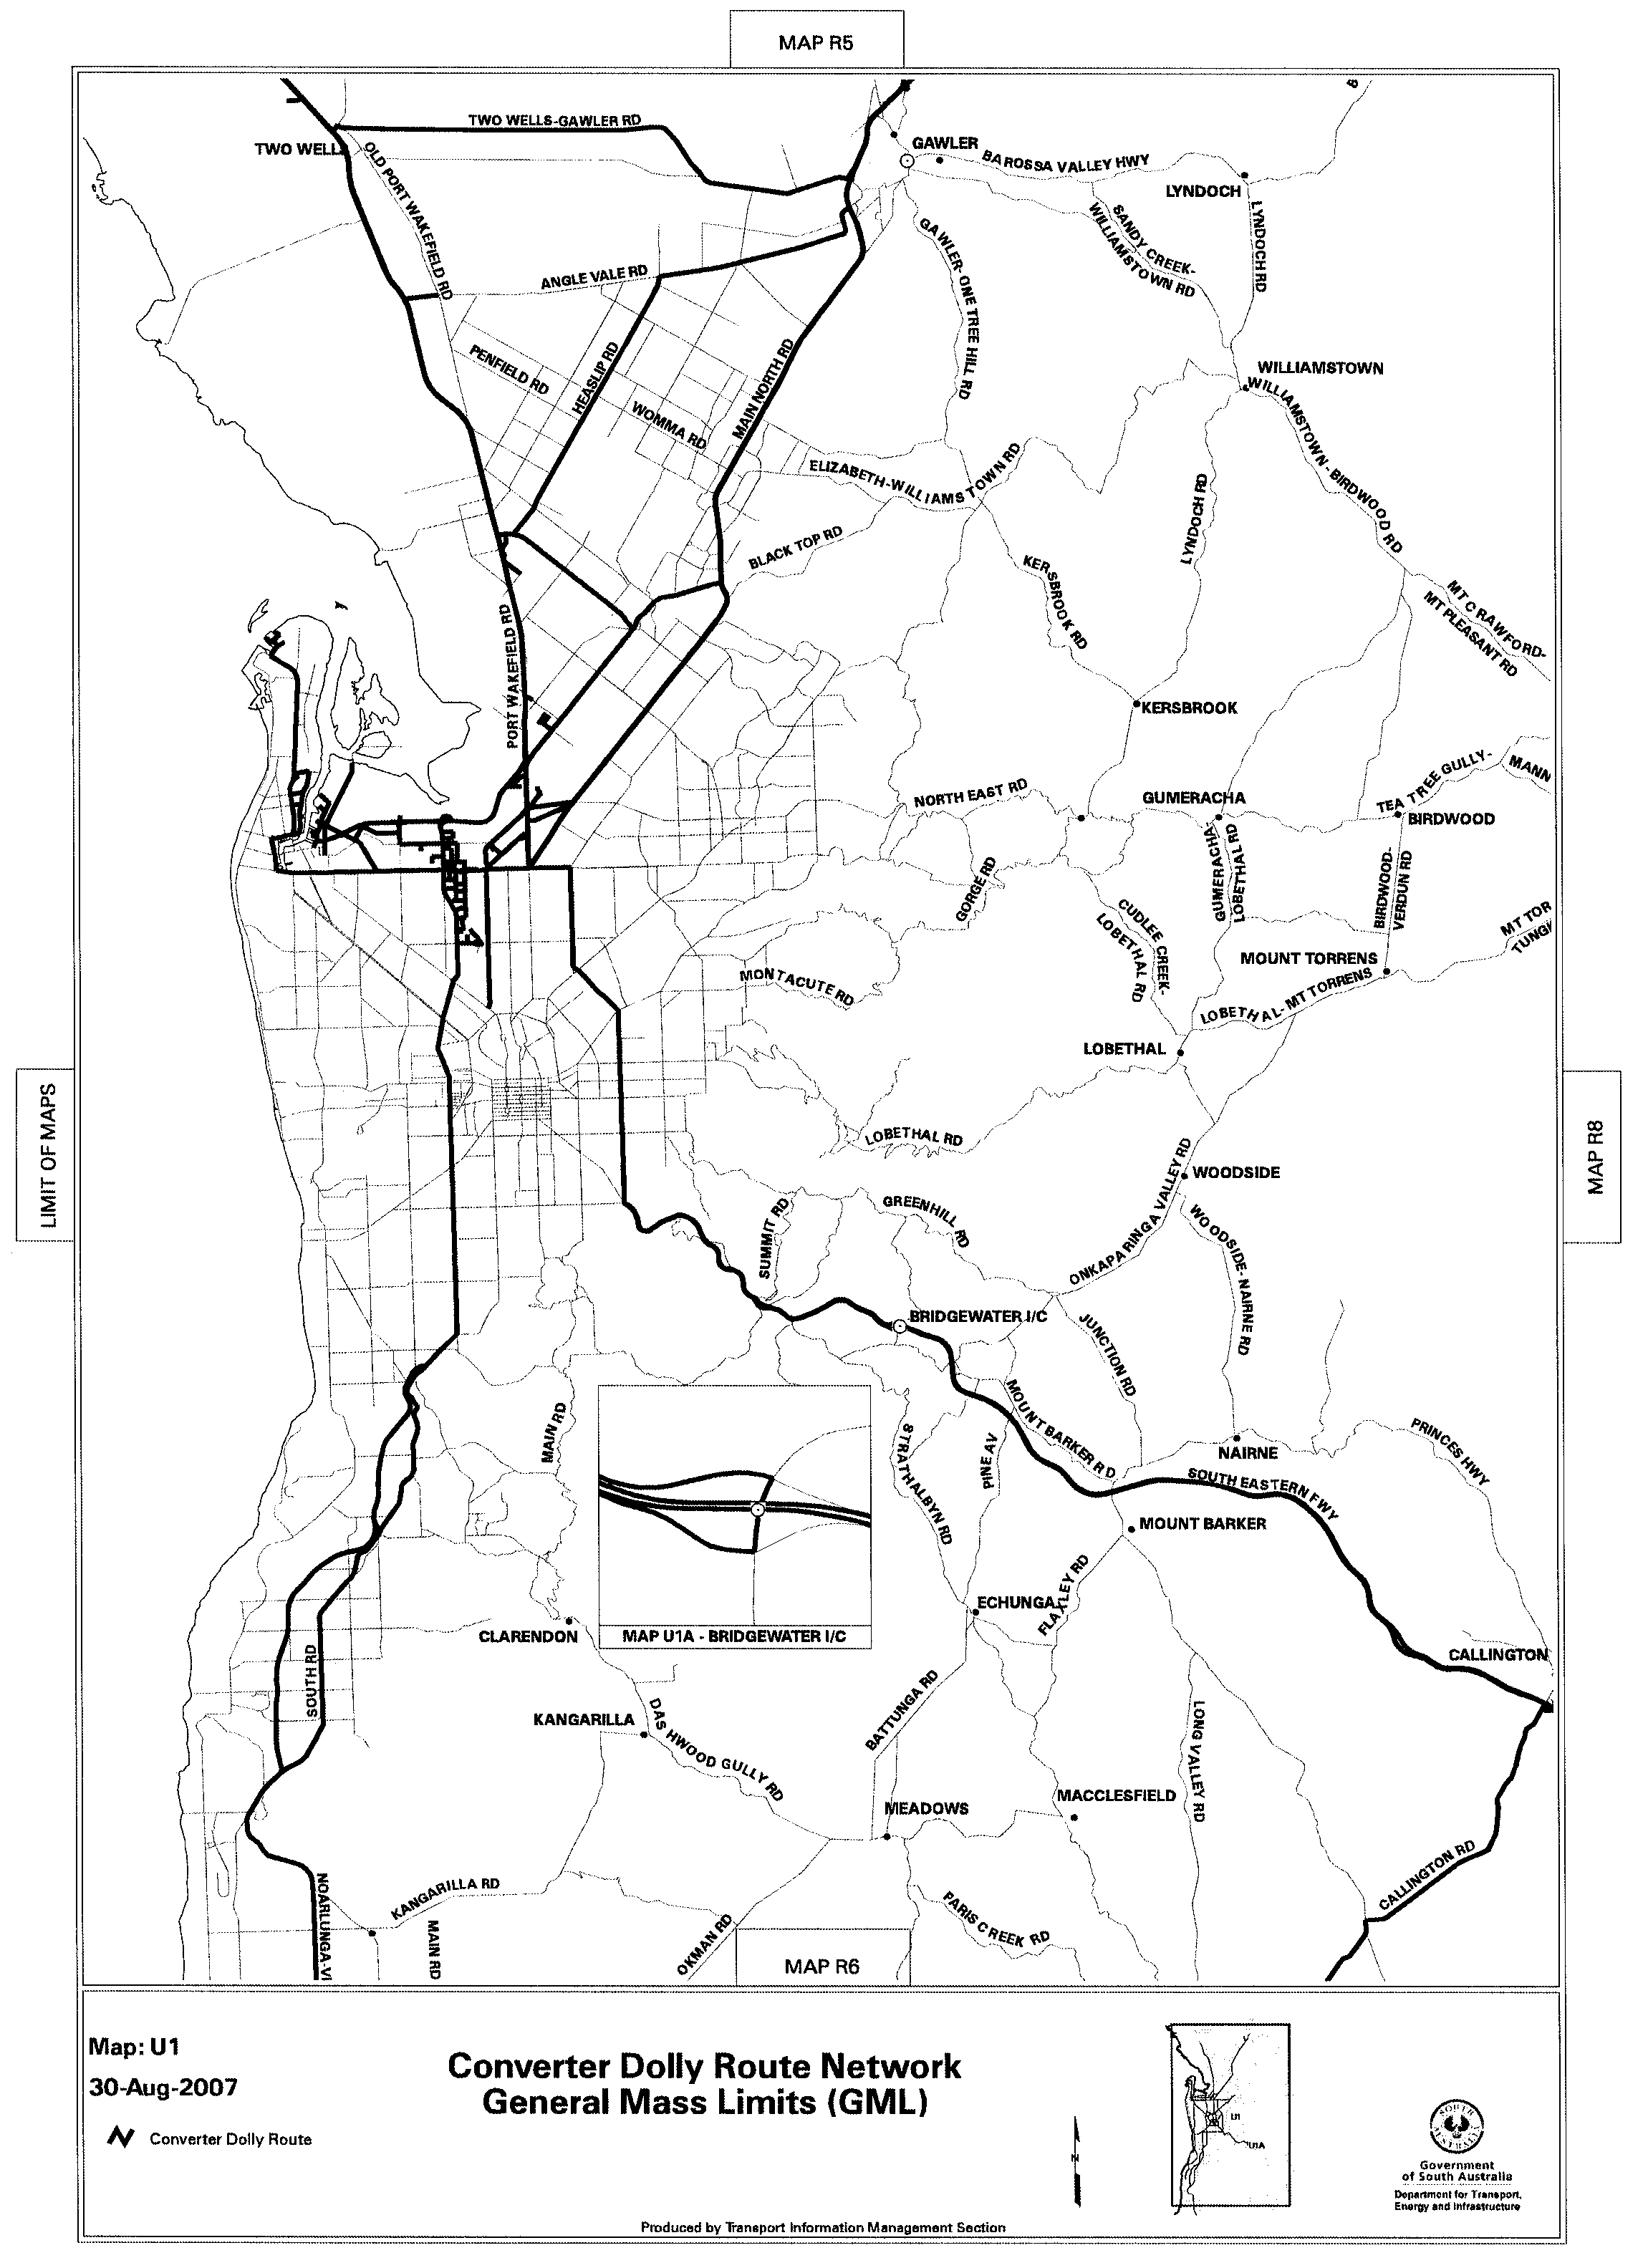 MAP R5
TWO WELLS-GAWLER RD
TWO WELLS
OLD PORT WAKEFIELD RD
GAWLER
BAROSSA VALLEY HWY
LYNDOCH
LYNDOCH RD
SANDY CREEK-
WILLIAMSTOWN RD
GAWLER-ONE TREE HILL RD
ANGLE VALE RD
PENFIELD RD
HEASLIP RD
WOMMA RD
MAIN NORTH RD
WILLIAMSTOWN
WILLIAMSTOWN - BIRDWOOD RD
ELIZABETH-WILLIAMSTOWN RD
LYNDOCH RD
BLACK TOP RD
KERSBROOK RD
MT CRAWFORD-
MT PLEASANT RD
PORT WAKEFIELD RD
KERSBROOK
NORTH EAST RD
GUMERACHA
TEA TREE GULLY-
MANN
BIRDWOOD
GUMERACHA-
LOBETHAL RD
BIRDWOOD-
VERDUN RD
GORGE RD
CUDLEE CREEK-
LOBETHAL RD
MT TOR
TUNGK
MOUNT TORRENS
MONTACUTE RD
LOBETHAL-MT TORRENS
LOBETHAL
LIMIT OF MAPS
MAP R8
LOBETHAL RD
WOODSIDE
ONKAPARINGA VALLEY RD
GREENHILL RD
SUMMIT RD
WOODSIDE-NAIRNE RD
BRIDGEWATER I/C
JUNCTION RD
MOUNT BARKER RD
MAIN RD
STRATHALBYN RD
PINE AV
NAIRNE
PRINCES HWY
SOUTH EASTERN FWY
MOUNT BARKER
ECHUNGA
FLAXLEY RD
CLARENDON
MAP U1A - BRIDGEWATER I/C
CALLINGTON
SOUTH RD
KANGARILLA
DASHWOOD GULLY RD
BATTUNGA RD
LONG VALLEY RD
MACCLESFIELD
MEADOWS
CALLINGTON RD
NOARLUNGA-VI
KANGARILLA RD
MAIN RD
OKMAN RD
PARIS CREEK RD
MAP R6
Map: U1
30-Aug-2007
Converter Dolly Route
Converter Dolly Route Network
General Mass Limits (GML)
N
U1
U1A
SOUTH
AUSTRALIA
Government
of South Australia
Department for Transport,
Energy and Infrastructure
Produced by Transport Information Management Section